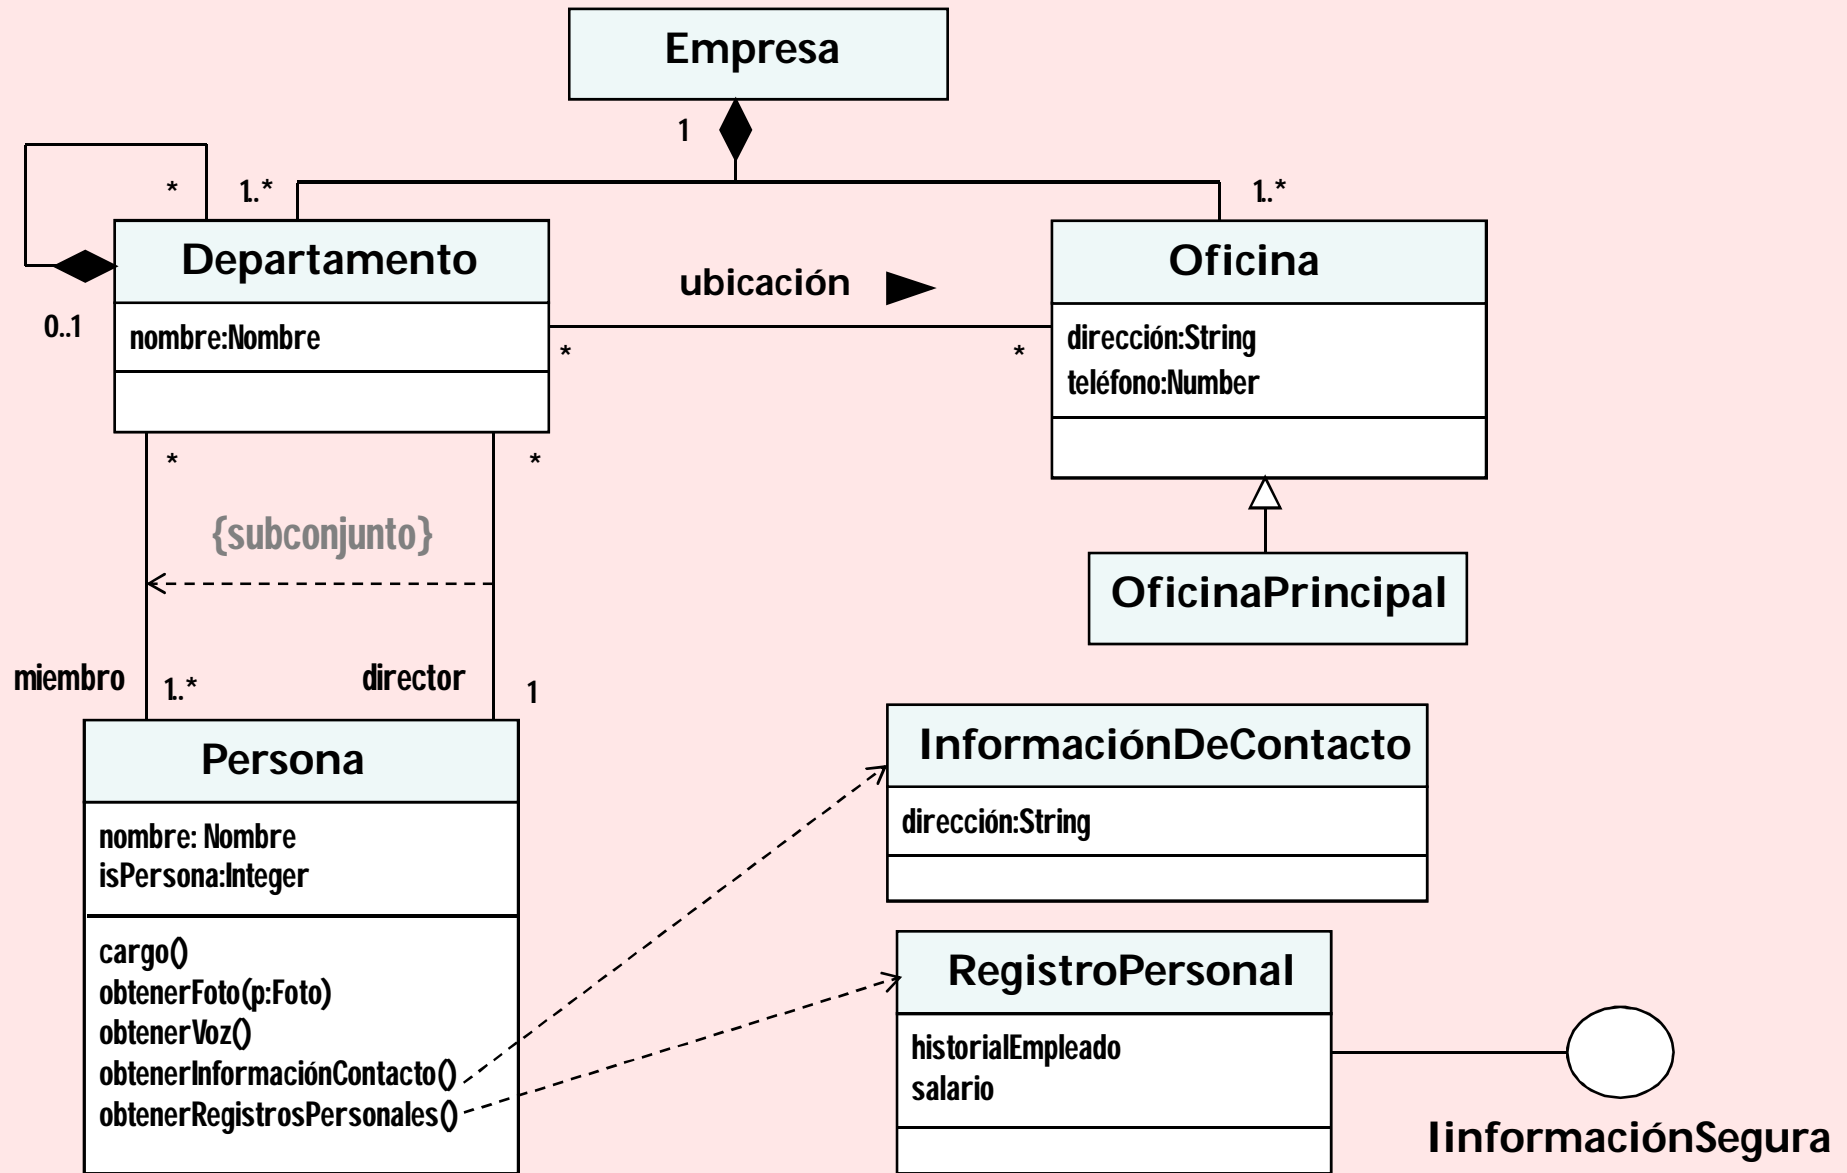 Empresa
1
*
1..*
1..*
Departamento
0..1
nombre:Nombre
ubicación
*
*
Oficina
dirección:String
teléfono:Number
*
*
{subconjunto}
OficinaPrincipal
miembro
1..*
director
1
Persona
nombre: Nombre
isPersona:Integer
cargo()
obtenerFoto(p:Foto)
obtenerVoz()
obtenerInformaciónContacto()
obtenerRegistrosPersonales()
InformaciónDeContacto
dirección:String
RegistroPersonal
historialEmpleado
salario
IinformaciónSegura